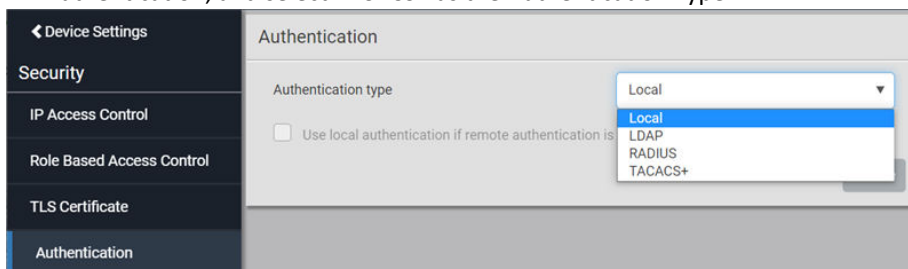 Device Settings
Security
IP Access Control
Role Based Access Control
TLS Certificate
Authentication
Authentication
Authentication type
Local
Use local authentication if remote authentication is
Local
LDAP
RADIUS
TACACS+